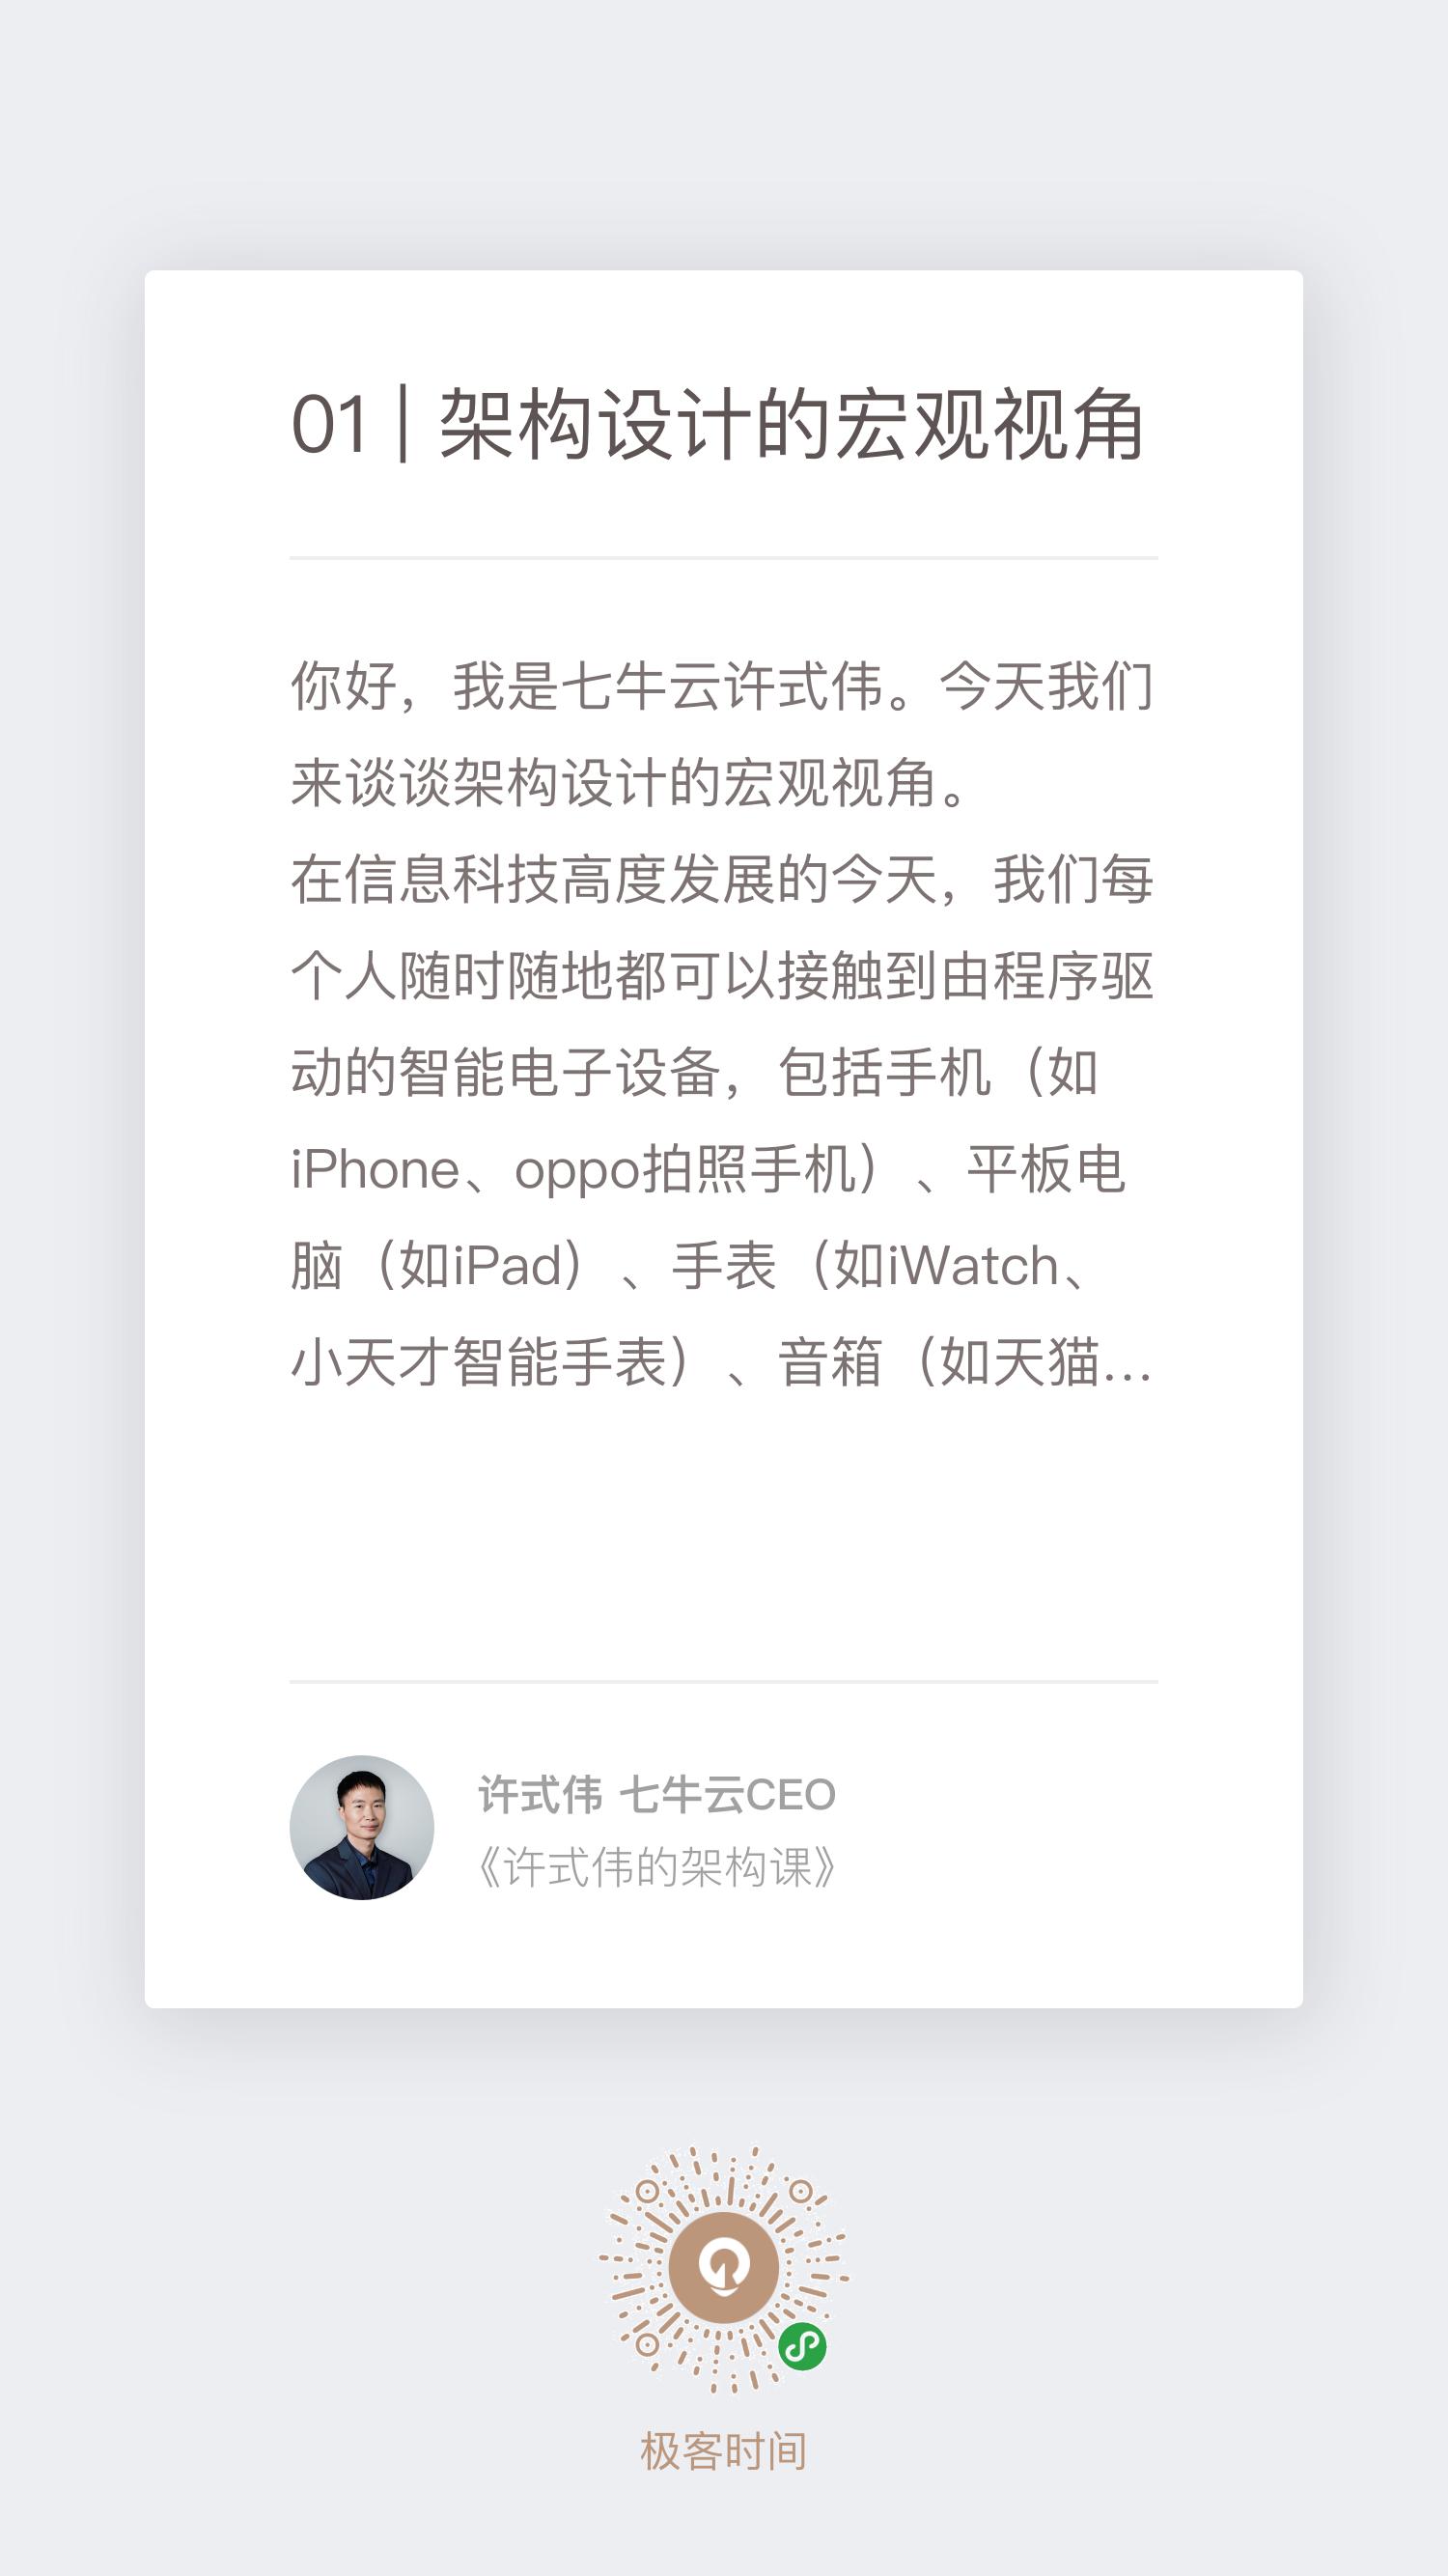 01 | 架构设计的宏观视角
你好，我是七牛云许式伟。今天我们
来谈谈架构设计的宏观视角。
在信息科技高度发展的今天，我们每
个人随时随地都可以接触到由程序驱
动的智能电子设备，包括手机（如
iPhone、oppo拍照手机）、平板电
脑（如iPad）、手表（如iWatch、
小天才智能手表）、音箱（如天猫...
许式伟 七牛云CEO
《许式伟的架构课》
极客时间